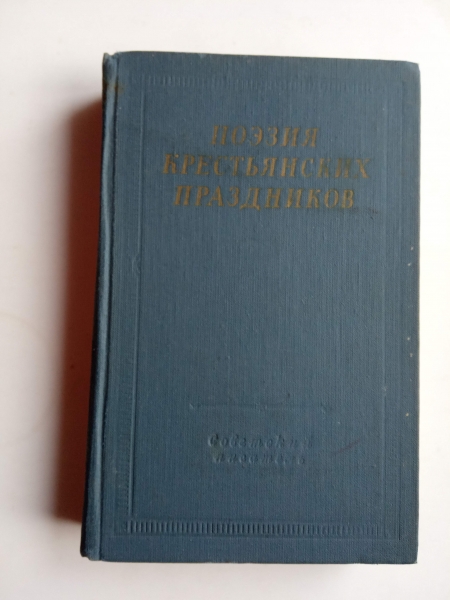 ПОЭЗИЯ
КРЕСТЬЯНСКИХ
ПРАЗДНИКОВ
Советский
писатель